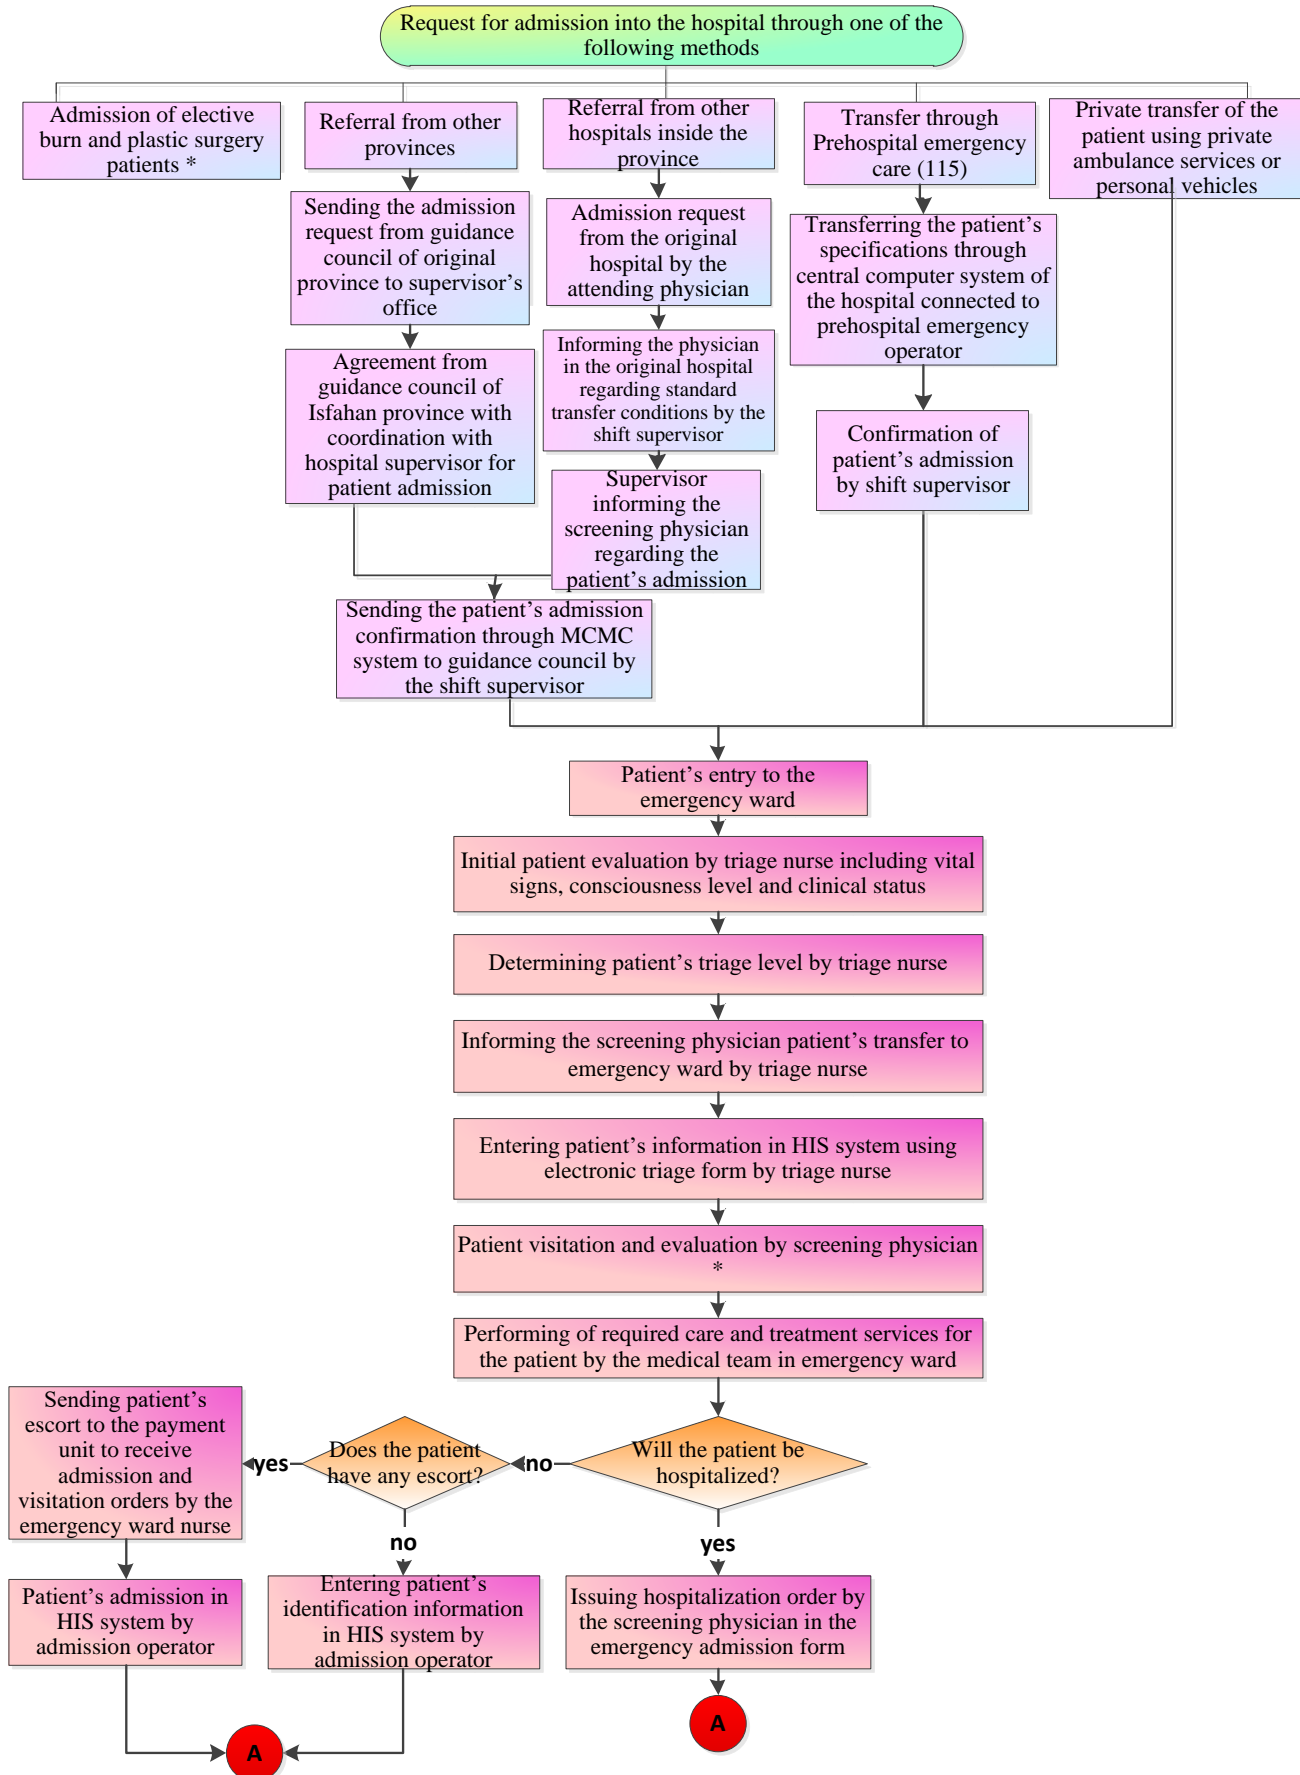 Request for admission into the hospital through one of the
following methods
Admission of elective
burn and plastic surgery
patients *
Referral from other
provinces
Referral from other
hospitals inside the
province
Transfer through
Prehospital emergency
care (115)
Private transfer of the
patient using private
ambulance services or
personal vehicles
Sending the admission
request from guidance
council of original
province to supervisor’s
office
Admission request
from the original
hospital by the
attending physician
Transferring the patient’s
specifications through
central computer system of
the hospital connected to
prehospital emergency
operator
Agreement from
guidance council of
Isfahan province with
coordination with
hospital supervisor for
patient admission
Informing the physician
in the original hospital
regarding standard
transfer conditions by the
shift supervisor
Confirmation of
patient’s admission
by shift supervisor
Supervisor
informing the
screening physician
regarding the
patient’s admission
Sending the patient’s admission
confirmation through MCMC
system to guidance council by
the shift supervisor
Patient’s entry to the
emergency ward
Initial patient evaluation by triage nurse including vital
signs, consciousness level and clinical status
Determining patient’s triage level by triage nurse
Informing the screening physician patient’s transfer to
emergency ward by triage nurse
Entering patient’s information in HIS system using
electronic triage form by triage nurse
Patient visitation and evaluation by screening physician
*
Performing of required care and treatment services for
the patient by the medical team in emergency ward
Will the patient be
hospitalized?
no
Does the patient
have any escort?
yes
Sending patient’s
escort to the payment
unit to receive
admission and
visitation orders by the
emergency ward nurse
no
yes
Patient’s admission in
HIS system by
admission operator
Entering patient’s
identification information
in HIS system by
admission operator
Issuing hospitalization order by
the screening physician in the
emergency admission form
A
A